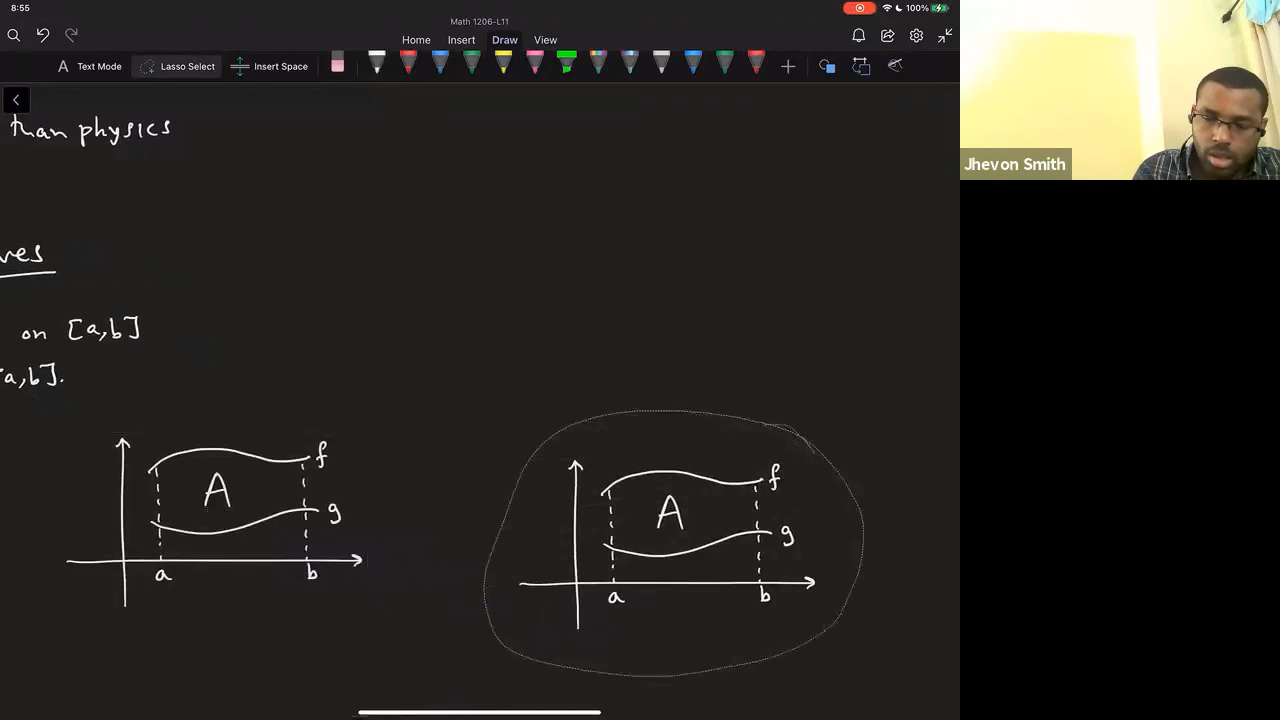 8:55
100%
Math 1206-L11
Home Insert Draw View
Text Mode Lasso Select Insert Space
than physics
ves
on [a,b]
a,b].
f
A
g
a b
f
A
g
a b
Jhevon Smith